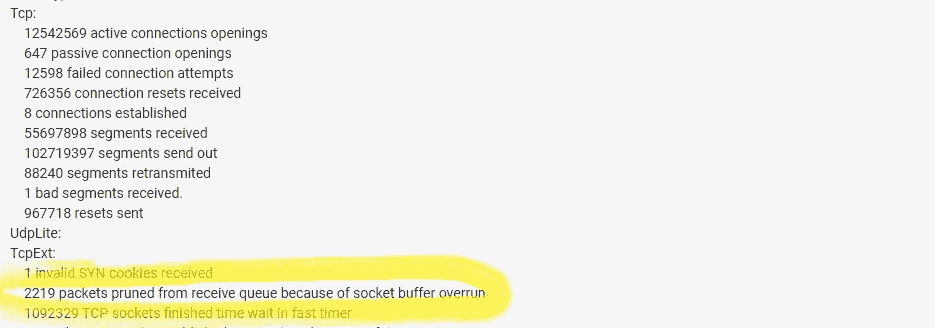 Tcp:
12542569 active connections openings
647 passive connection openings
12598 failed connection attempts
726356 connection resets received
8 connections established
55697898 segments received
102719397 segments send out
88240 segments retransmited
1 bad segments received.
967718 resets sent
UdpLite:
TcpExt:
1 invalid SYN cookies received
2219 packets pruned from receive queue because of socket buffer overrun
1092329 TCP sockets finished time wait in fast timer